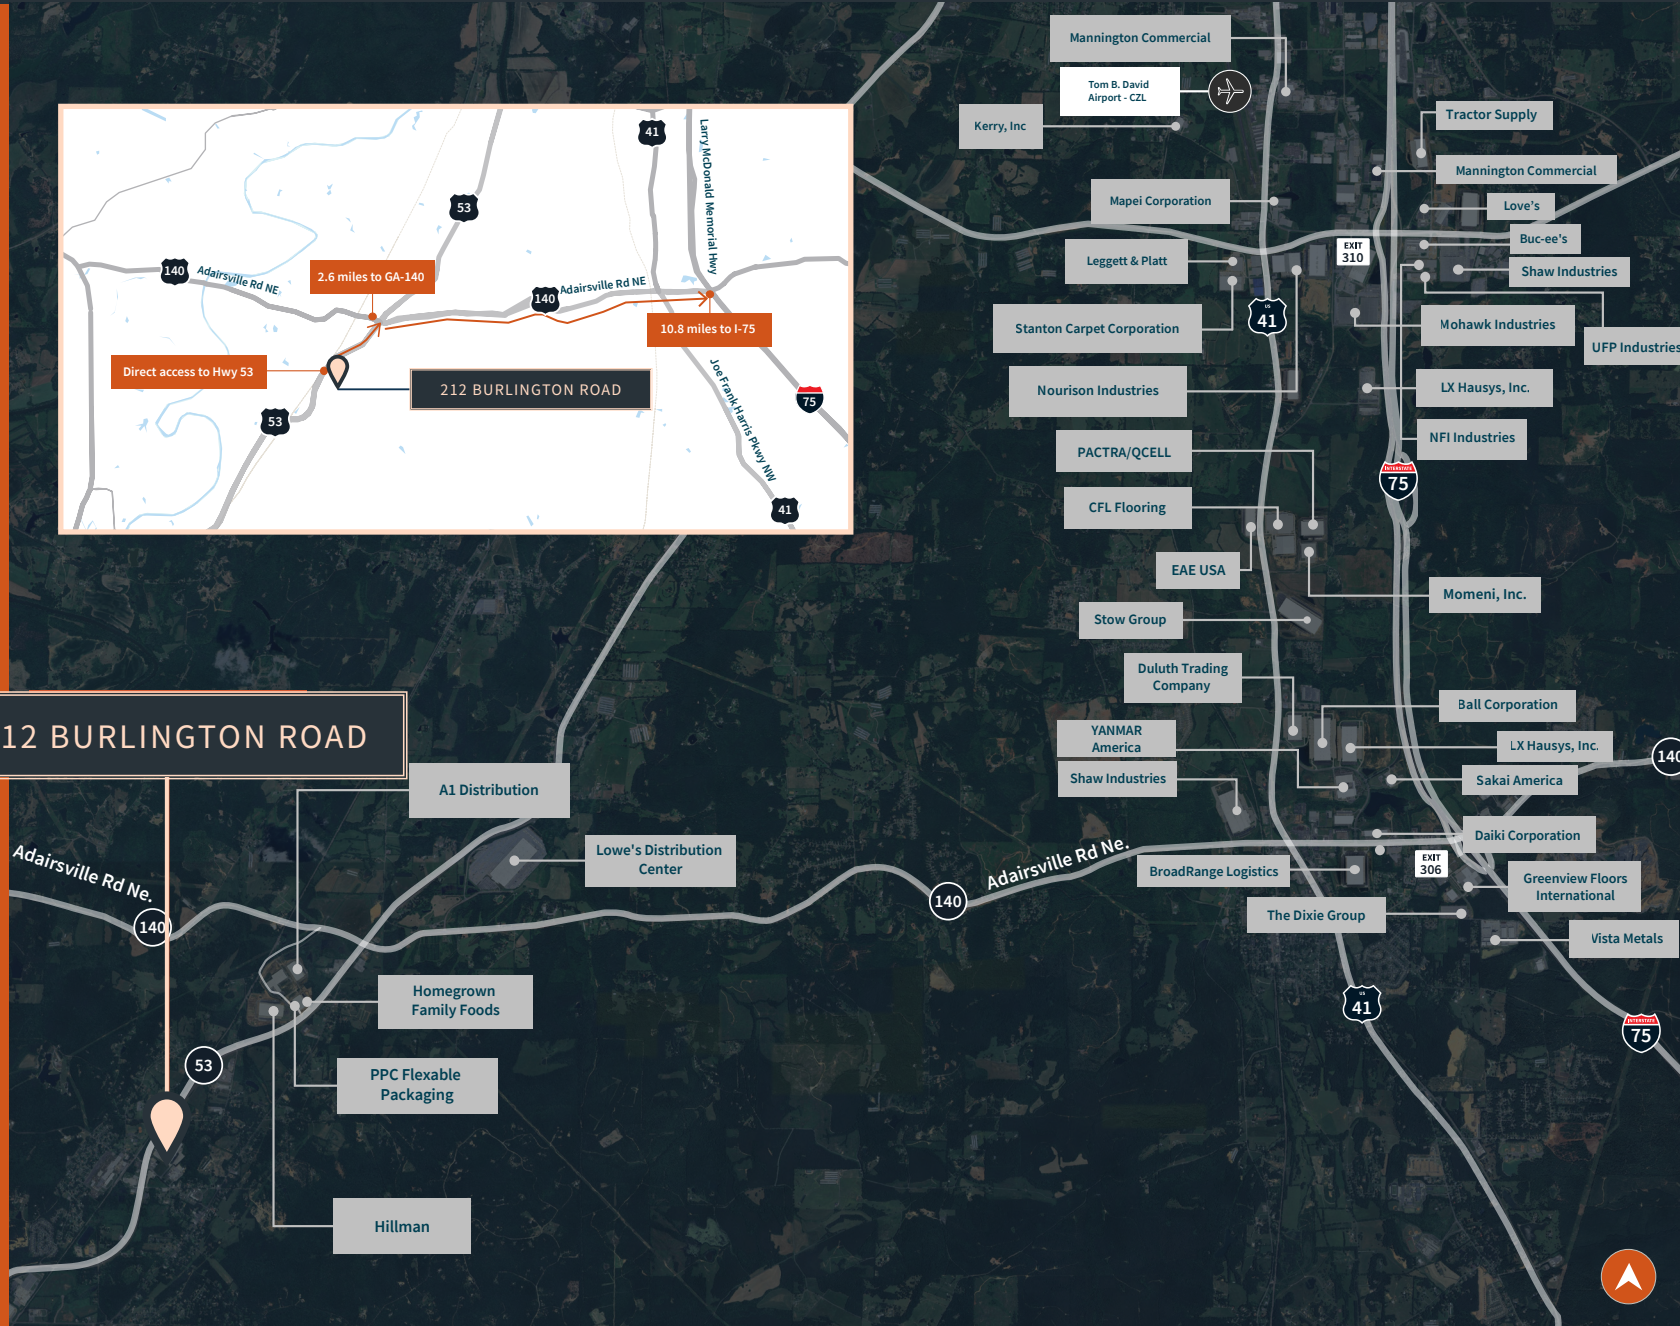 Mannington Commercial
Tom B. David
Airport - CZL
Kerry, Inc
Tractor Supply
Mannington Commercial
Mapei Corporation
Love's
Buc-ee's
EXIT
310
Leggett & Platt
Shaw Industries
Stanton Carpet Corporation
US
41
Mohawk Industries
UFP Industries
Nourison Industries
LX Hausys, Inc.
PACTRA/QCELL
NFI Industries
INTERSTATE
75
CFL Flooring
EAE USA
Momeni, Inc.
Stow Group
Duluth Trading
Company
Ball Corporation
YANMAR
America
LX Hausys, Inc.
140
Shaw Industries
Sakai America
Daiki Corporation
Adairsville Rd Ne.
BroadRange Logistics
EXIT
306
Greenview Floors
International
The Dixie Group
Vista Metals
US
41
INTERSTATE
75
41
Larry McDonald Memorial Hwy
53
140
Adairsville Rd NE
2.6 miles to GA-140
140
Adairsville Rd NE
10.8 miles to I-75
Direct access to Hwy 53
212 BURLINGTON ROAD
Joe Frank Harris Pkwy NW
75
53
41
12 BURLINGTON ROAD
A1 Distribution
Lowe's Distribution
Center
Adairsville Rd Ne.
140
140
Homegrown
Family Foods
53
PPC Flexable
Packaging
Hillman